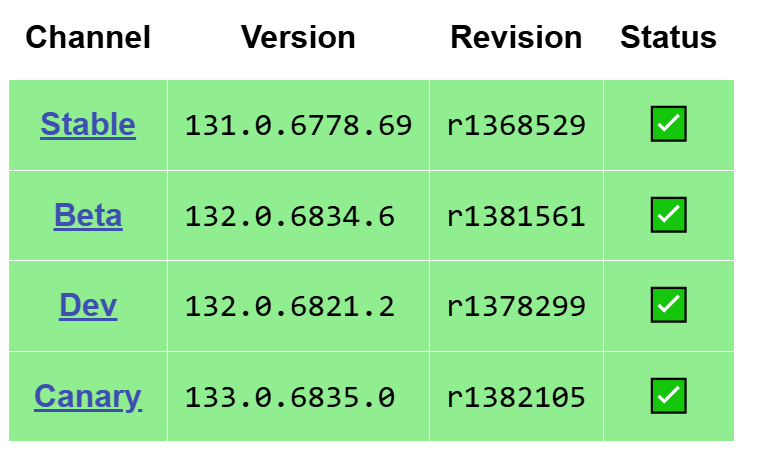 Channel Version Revision Status
Stable 131.0.6778.69 r1368529 ✅
Beta 132.0.6834.6 r1381561 ✅
Dev 132.0.6821.2 r1378299 ✅
Canary 133.0.6835.0 r1382105 ✅